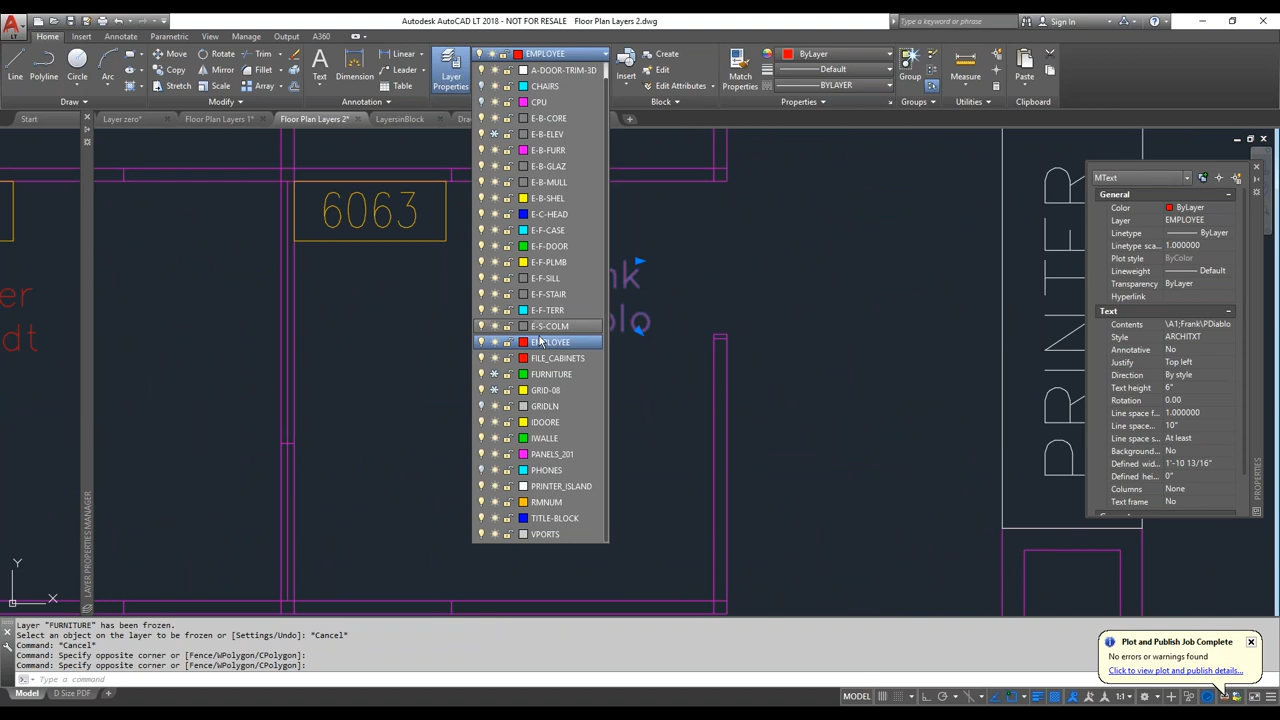 Autodesk AutoCAD LT 2018 - NOT FOR RESALE Floor Plan Layers 2.dwg
Type a keyword or phrase
Sign In
Home Insert Annotate Parametric View Manage Output A360
Line
Polyline
Circle
Arc
Move
Rotate
Trim
Copy
Mirror
Fillet
Stretch
Scale
Array
Text
Dimension
Linear
Leader
Table
Layer
Properties
EMPLOYEE
Insert
Create
Edit
Edit Attributes
Match
Properties
ByLayer
Default
BYLAYER
Group
Measure
Paste
Draw
Modify
Annotation
Block
Properties
Groups
Utilities
Clipboard
Start
Layer zero*
Floor Plan Layers 1*
Floor Plan Layers 2*
LayersinBlock
A-DOOR-TRIM-3D
CHAIRS
CPU
E-B-CORE
E-B-ELEV
E-B-FURR
E-B-GLAZ
E-B-MULL
E-B-SHEL
E-C-HEAD
E-F-CASE
E-F-DOOR
E-F-PLMB
E-F-SILL
E-F-STAIR
E-F-TERR
E-S-COLM
EMPLOYEE
FILE_CABINETS
FURNITURE
GRID-08
GRIDLN
IDOORE
IWALLE
PANELS_201
PHONES
PRINTER_ISLAND
RMNUM
TITLE-BLOCK
VPORTS
6063
er
dt
nk
olo
PRINTER
LAYER PROPERTIES MANAGER
MText
General
Color ByLayer
Layer EMPLOYEE
Linetype ByLayer
Linetype sca... 1.000000
Plot style ByColor
Lineweight Default
Transparency ByLayer
Hyperlink
Text
Contents \A1;Frank\PDiablo
Style ARCHITXT
Annotative No
Justify Top left
Direction By style
Text height 6"
Rotation 0.00
Line space f... 1.000000
Line space... 10"
Line space s... At least
Background... No
Defined wid... 1'-10 13/16"
Defined hei... 0"
Columns None
Text frame No
PROPERTIES
Y
X
Layer "FURNITURE" has been frozen.
Select an object on the layer to be frozen or [Settings/Undo]: *Cancel*
Command: *Cancel*
Command: Specify opposite corner or [Fence/WPolygon/CPolygon]:
Command: Specify opposite corner or [Fence/WPolygon/CPolygon]:
Type a command
Plot and Publish Job Complete
No errors or warnings found
Click to view plot and publish details...
Model
D Size PDF
MODEL
1:1